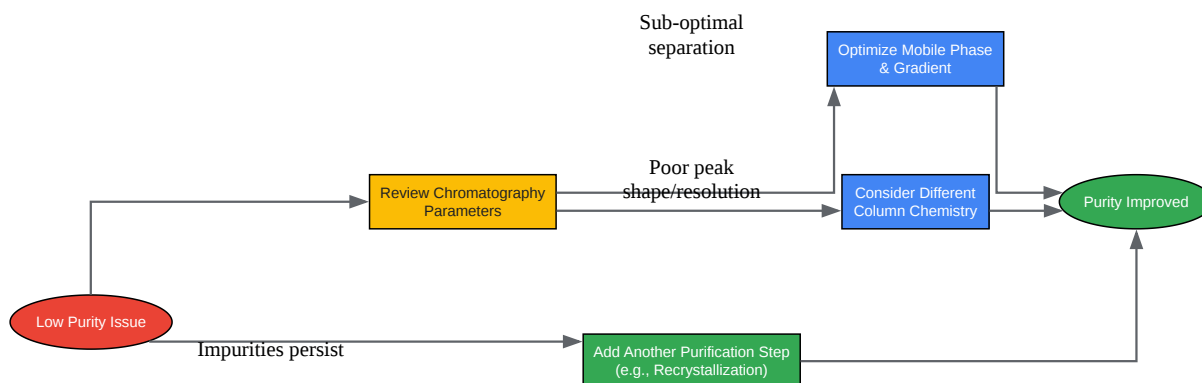 Sub-optimal
separation
Optimize Mobile Phase
& Gradient
Review Chromatography
Parameters
Poor peak
shape/resolution
Consider Different
Column Chemistry
Purity Improved
Low Purity Issue
Impurities persist
Add Another Purification Step
(e.g., Recrystallization)